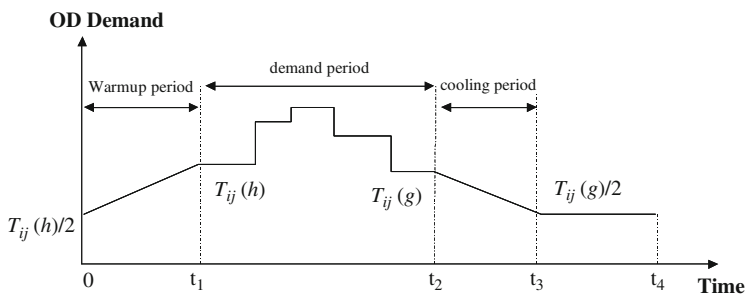 OD Demand
Warmup period
demand period
cooling period
T_ij (h)
T_ij (g)
T_ij (g)/2
T_ij (h)/2
0
t_1
t_2
t_3
t_4
Time